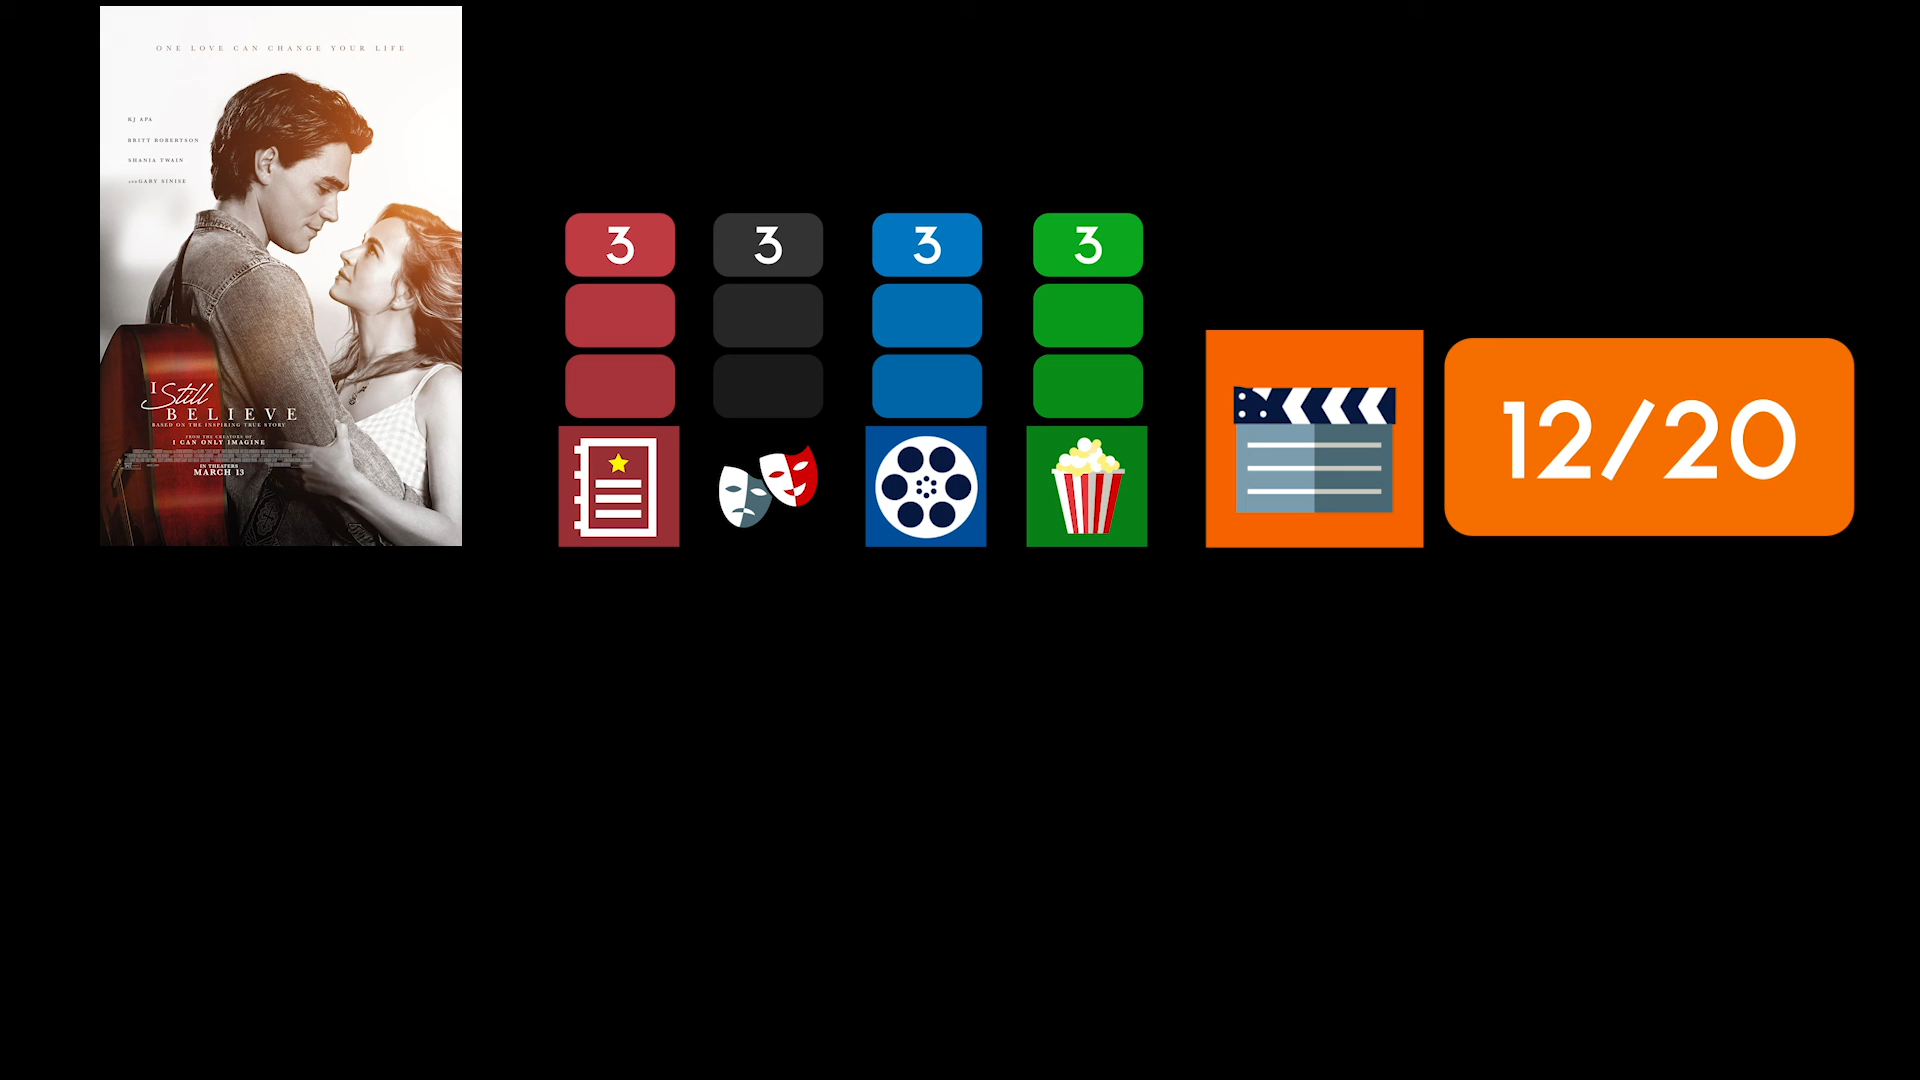 ONE LOVE CAN CHANGE YOUR LIFE
KJ APA
BRITT ROBERTSON
SHANIA TWAIN
AND GARY SINISE
I Still
BELIEVE
BASED ON THE INSPIRING TRUE STORY
FROM THE CREATORS OF
I CAN ONLY IMAGINE
IN THEATERS
MARCH 13
3
3
3
3
12/20